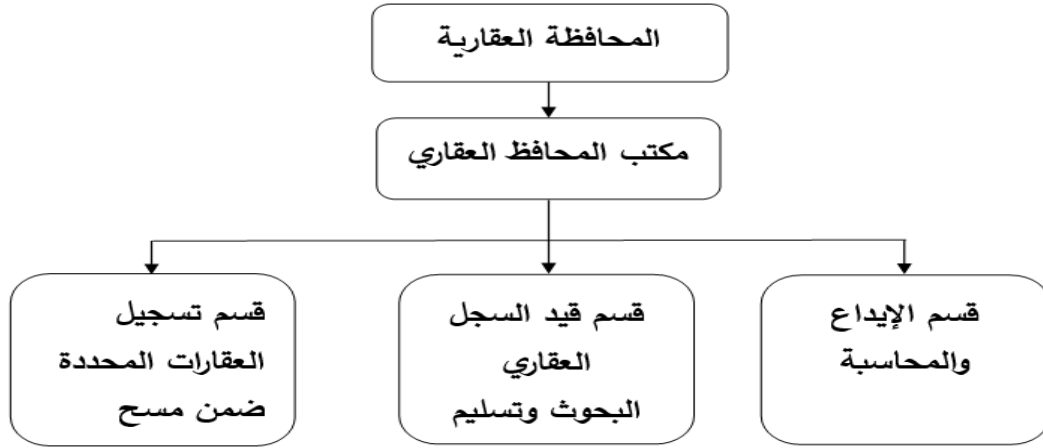 المحافظة العقارية
مكتب المحافظ العقاري
قسم الإيداع
والمحاسبة
قسم قيد السجل
العقاري
البحوث وتسليم
قسم تسجيل
العقارات المحددة
ضمن مسح